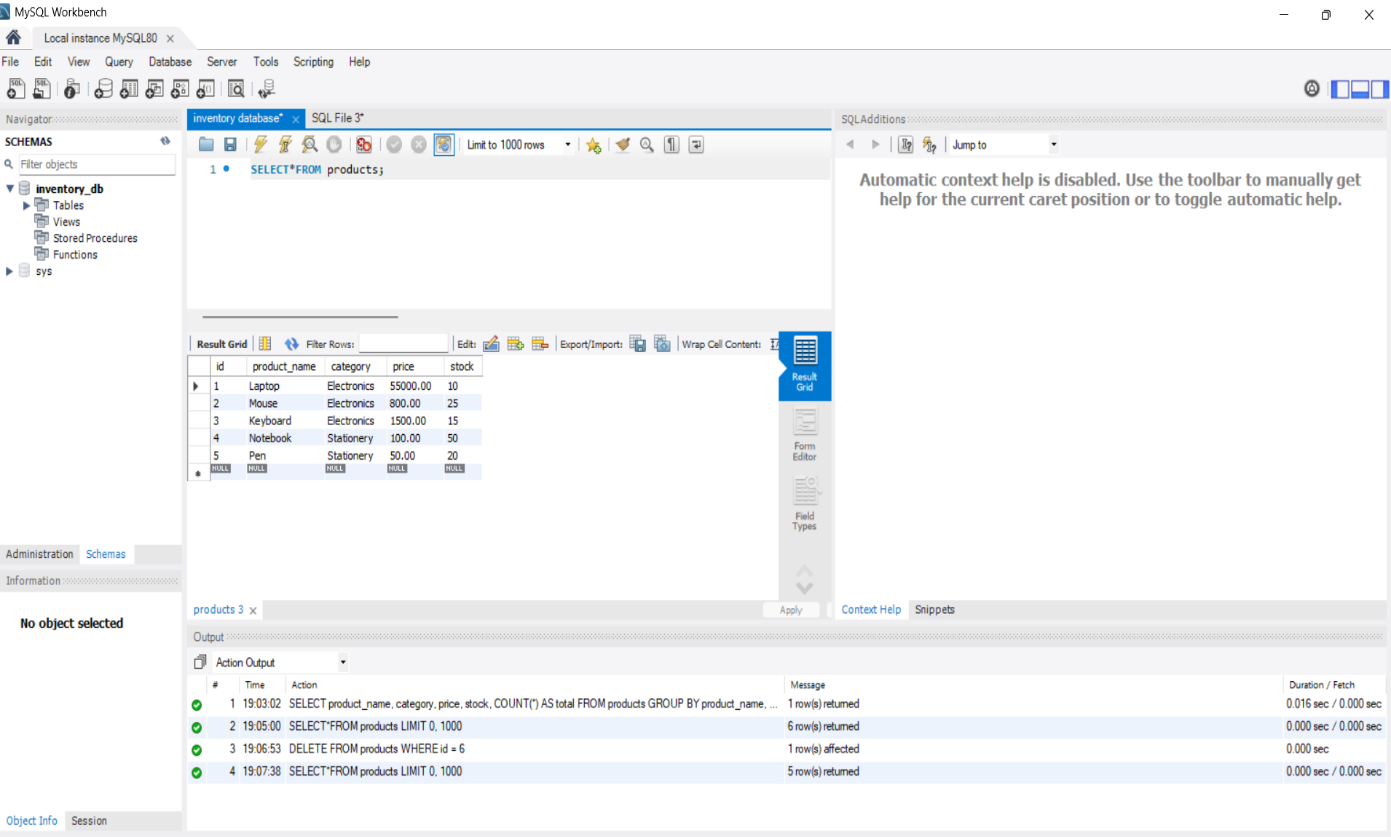 MySQL Workbench
Local instance MySQL80
File Edit View Query Database Server Tools Scripting Help
Navigator
SCHEMAS
Filter objects
inventory_db
Tables
Views
Stored Procedures
Functions
sys
Administration Schemas
Information
No object selected
Object Info Session
inventory database* SQL File 3*
Limit to 1000 rows
1 SELECT*FROM products;
Result Grid Filter Rows: Edit: Export/Import: Wrap Cell Content:
id product_name category price stock
1 Laptop Electronics 55000.00 10
2 Mouse Electronics 800.00 25
3 Keyboard Electronics 1500.00 15
4 Notebook Stationery 100.00 50
5 Pen Stationery 50.00 20
NULL NULL NULL NULL NULL
Result
Grid
Form
Editor
Field
Types
products 3 Apply
SQLAdditions
Jump to
Automatic context help is disabled. Use the toolbar to manually get
help for the current caret position or to toggle automatic help.
Context Help Snippets
Output
Action Output
# Time Action Message Duration / Fetch
1 19:03:02 SELECT product_name, category, price, stock, COUNT(*) AS total FROM products GROUP BY product_name, ... 1 row(s) returned 0.016 sec / 0.000 sec
2 19:05:00 SELECT*FROM products LIMIT 0, 1000 6 row(s) returned 0.000 sec / 0.000 sec
3 19:06:53 DELETE FROM products WHERE id = 6 1 row(s) affected 0.000 sec
4 19:07:38 SELECT*FROM products LIMIT 0, 1000 5 row(s) returned 0.000 sec / 0.000 sec